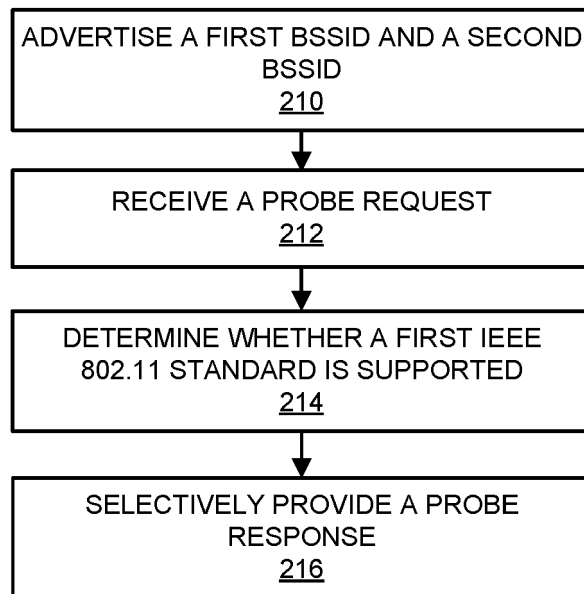 ADVERTISE A FIRST BSSID AND A SECOND
BSSID
210
RECEIVE A PROBE REQUEST
212
DETERMINE WHETHER A FIRST IEEE
802.11 STANDARD IS SUPPORTED
214
SELECTIVELY PROVIDE A PROBE
RESPONSE
216